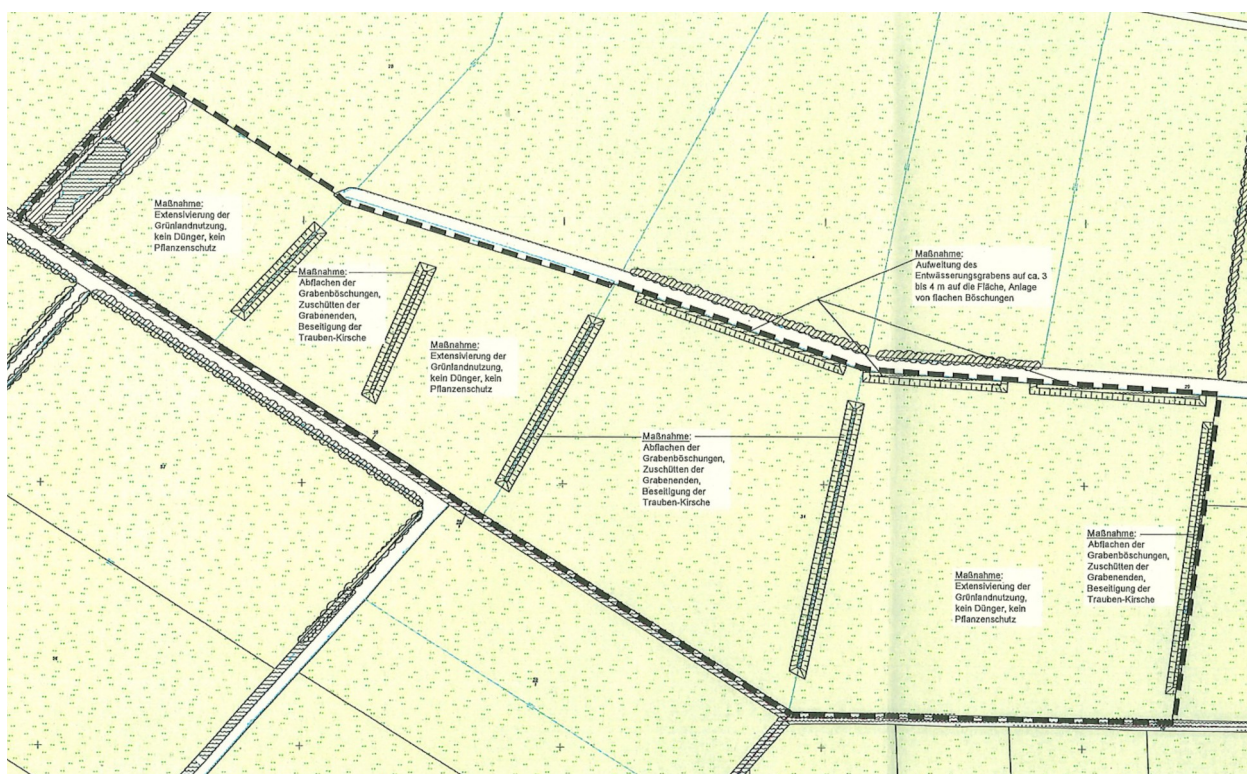 Maßnahme:
Extensivierung der
Grünlandnutzung,
kein Dünger, kein
Pflanzenschutz
Maßnahme:
Abflachen der
Grabenböschungen,
Zuschütten der
Grabenenden,
Beseitigung der
Trauben-Kirsche
Maßnahme:
Aufweitung des
Entwässerungsgrabens auf ca. 3
bis 4 m auf die Fläche, Anlage
von flachen Böschungen
Maßnahme:
Extensivierung der
Grünlandnutzung,
kein Dünger, kein
Pflanzenschutz
Maßnahme:
Abflachen der
Grabenböschungen,
Zuschütten der
Grabenenden,
Beseitigung der
Trauben-Kirsche
Maßnahme:
Extensivierung der
Grünlandnutzung,
kein Dünger, kein
Pflanzenschutz
Maßnahme:
Abflachen der
Grabenböschungen,
Zuschütten der
Grabenenden,
Beseitigung der
Trauben-Kirsche